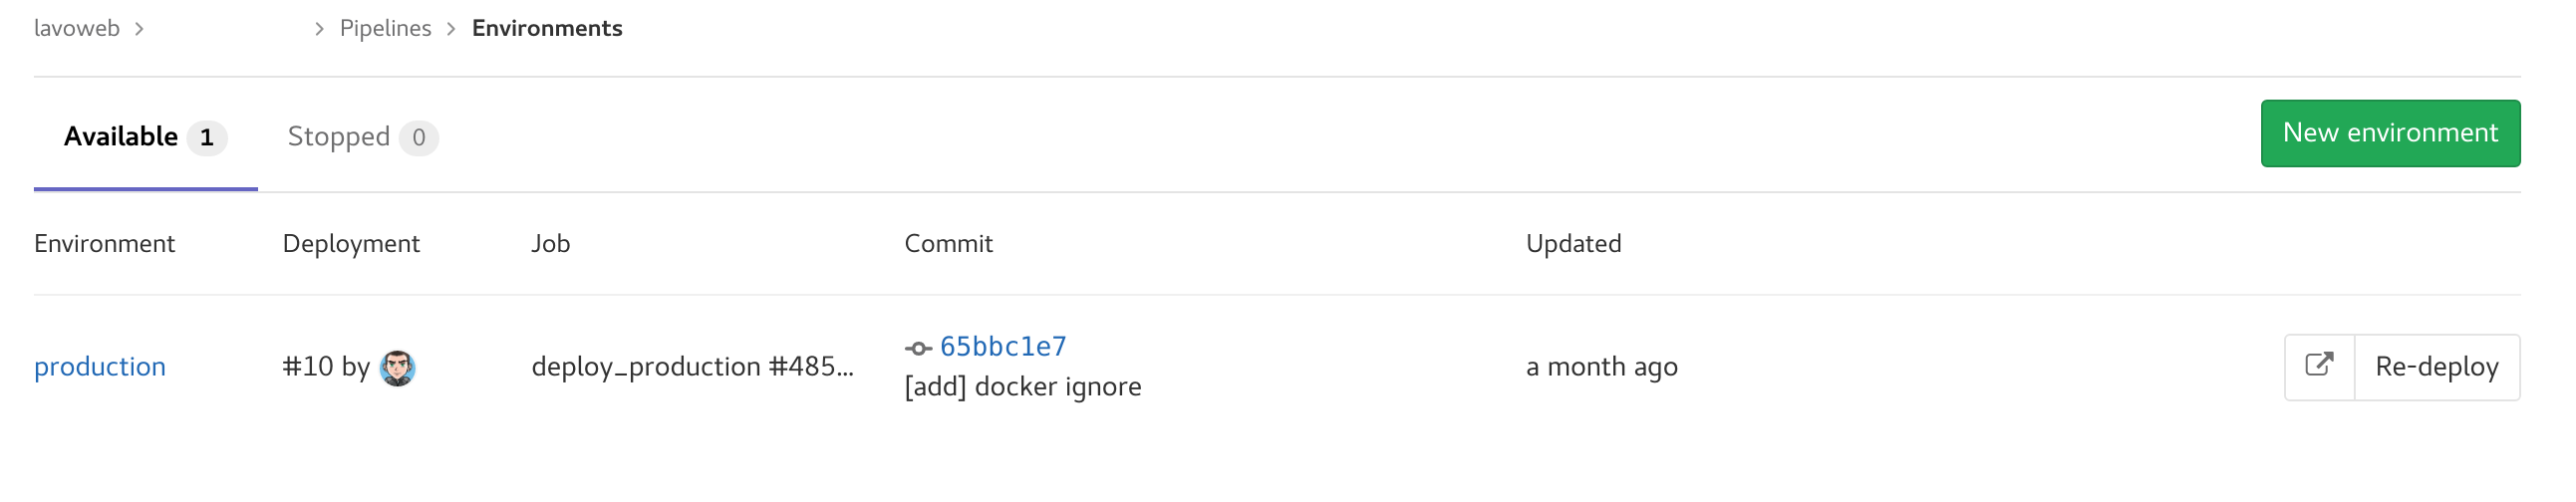 lavoweb > > Pipelines > Environments
Available 1 Stopped 0 New environment
Environment Deployment Job Commit Updated
production #10 by deploy_production #485... 65bbc1e7 a month ago Re-deploy
[add] docker ignore